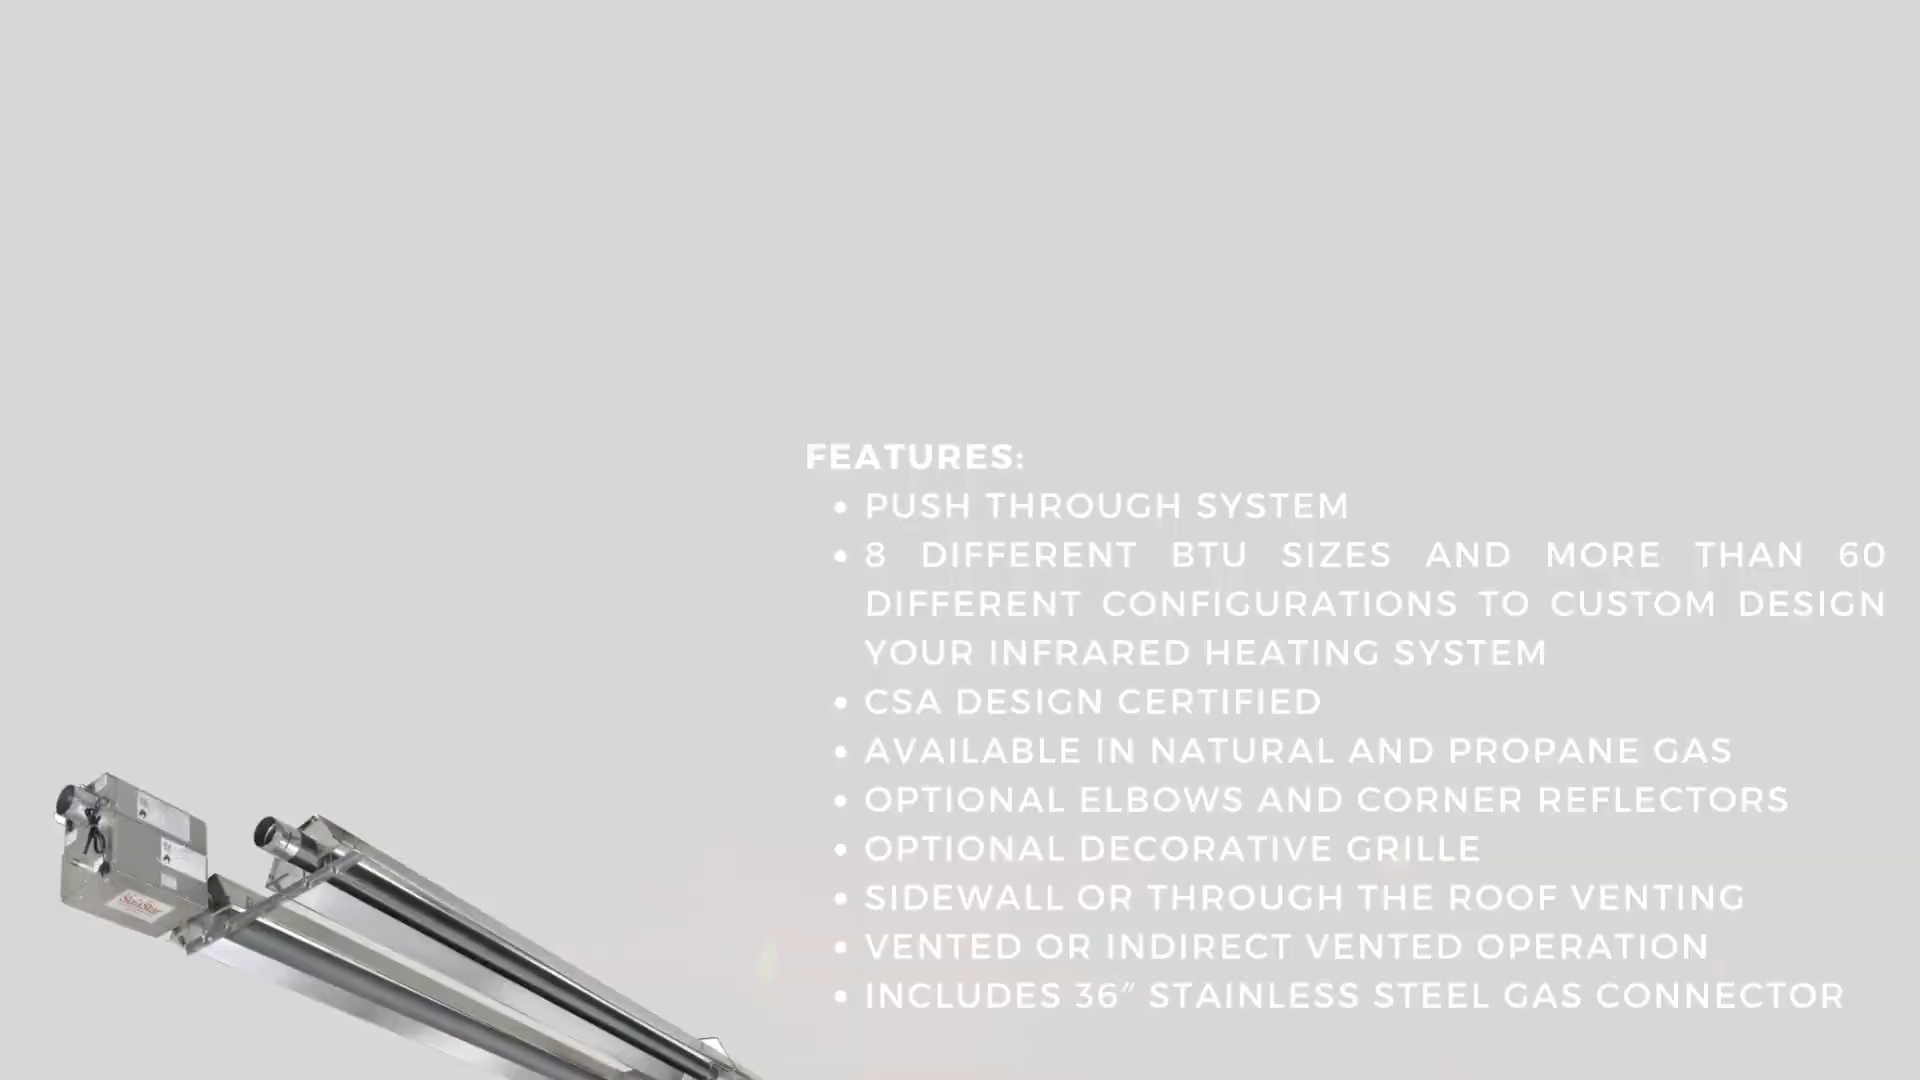 FEATURES:
• PUSH THROUGH SYSTEM
• 8 DIFFERENT BTU SIZES AND MORE THAN 60
DIFFERENT CONFIGURATIONS TO CUSTOM DESIGN
YOUR INFRARED HEATING SYSTEM
• CSA DESIGN CERTIFIED
• AVAILABLE IN NATURAL AND PROPANE GAS
• OPTIONAL ELBOWS AND CORNER REFLECTORS
• OPTIONAL DECORATIVE GRILLE
• SIDEWALL OR THROUGH THE ROOF VENTING
• VENTED OR INDIRECT VENTED OPERATION
• INCLUDES 36″ STAINLESS STEEL GAS CONNECTOR
SunStar